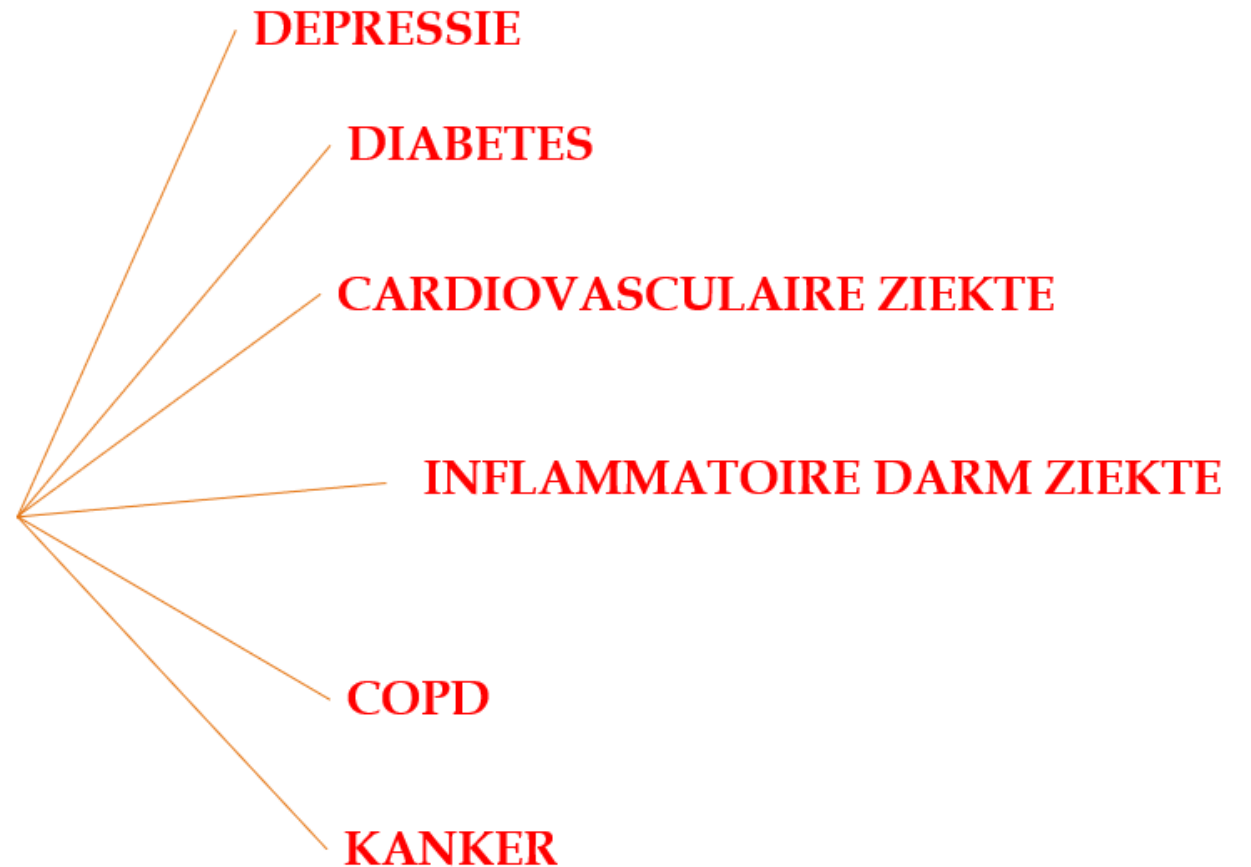 DEPRESSIE
DIABETES
CARDIOVASCULAIRE ZIEKTE
INFLAMMATOIRE DARM ZIEKTE
COPD
KANKER